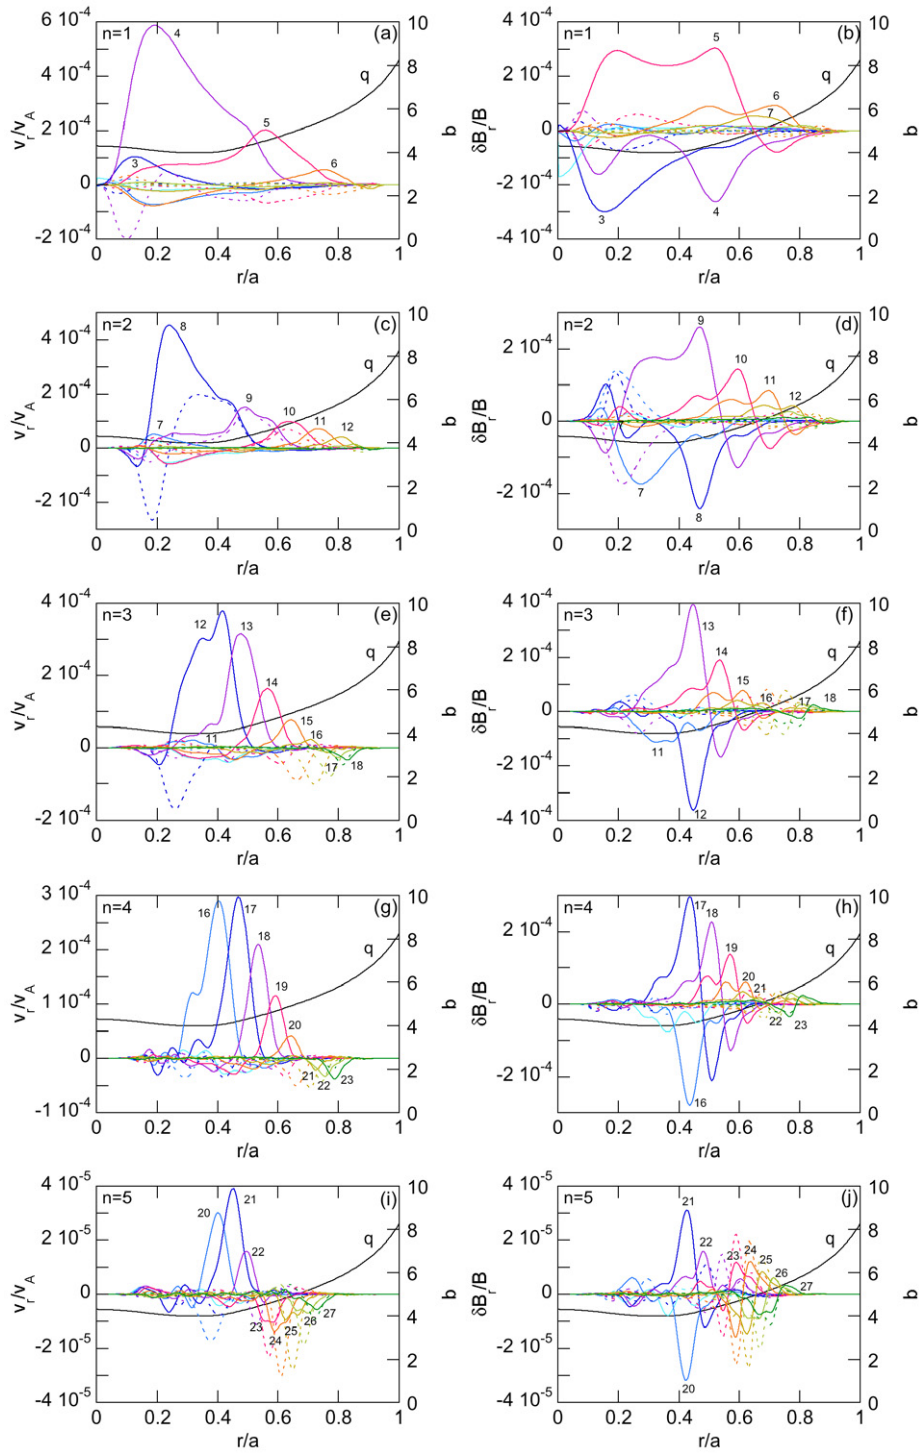 n=1
(a)
6 10⁻⁴
4 10⁻⁴
2 10⁻⁴
0
-2 10⁻⁴
vᵣ/v_A
4
3
5
6
q
10
8
6
4
2
0
q
0 0.2 0.4 0.6 0.8 1
r/a
n=1
(b)
4 10⁻⁴
2 10⁻⁴
0
-2 10⁻⁴
-4 10⁻⁴
δBᵣ/B
5
6
7
3
4
q
10
8
6
4
2
0
q
0 0.2 0.4 0.6 0.8 1
r/a
n=2
(c)
4 10⁻⁴
2 10⁻⁴
0
-2 10⁻⁴
vᵣ/v_A
8
7
9
10
11
12
q
10
8
6
4
2
0
q
0 0.2 0.4 0.6 0.8 1
r/a
n=2
(d)
2 10⁻⁴
0
-2 10⁻⁴
δBᵣ/B
9
10
11
12
7
8
q
10
8
6
4
2
0
q
0 0.2 0.4 0.6 0.8 1
r/a
n=3
(e)
4 10⁻⁴
2 10⁻⁴
0
-2 10⁻⁴
vᵣ/v_A
12
13
14
15
11
16
17
18
q
10
8
6
4
2
0
q
0 0.2 0.4 0.6 0.8 1
r/a
n=3
(f)
4 10⁻⁴
2 10⁻⁴
0
-2 10⁻⁴
-4 10⁻⁴
δBᵣ/B
13
14
15
16
17
18
11
12
q
10
8
6
4
2
0
q
0 0.2 0.4 0.6 0.8 1
r/a
n=4
(g)
3 10⁻⁴
2 10⁻⁴
1 10⁻⁴
0
-1 10⁻⁴
vᵣ/v_A
16
17
18
19
20
21
22
23
q
10
8
6
4
2
0
q
0 0.2 0.4 0.6 0.8 1
r/a
n=4
(h)
2 10⁻⁴
0
-2 10⁻⁴
δBᵣ/B
17
18
19
20
21
22
23
16
q
10
8
6
4
2
0
q
0 0.2 0.4 0.6 0.8 1
r/a
n=5
(i)
4 10⁻⁵
2 10⁻⁵
0
-2 10⁻⁵
-4 10⁻⁵
vᵣ/v_A
20
21
22
23
24
25
26
27
q
10
8
6
4
2
0
q
0 0.2 0.4 0.6 0.8 1
r/a
n=5
(j)
4 10⁻⁵
2 10⁻⁵
0
-2 10⁻⁵
-4 10⁻⁵
δBᵣ/B
21
22
23
24
25
26
27
20
q
10
8
6
4
2
0
q
0 0.2 0.4 0.6 0.8 1
r/a